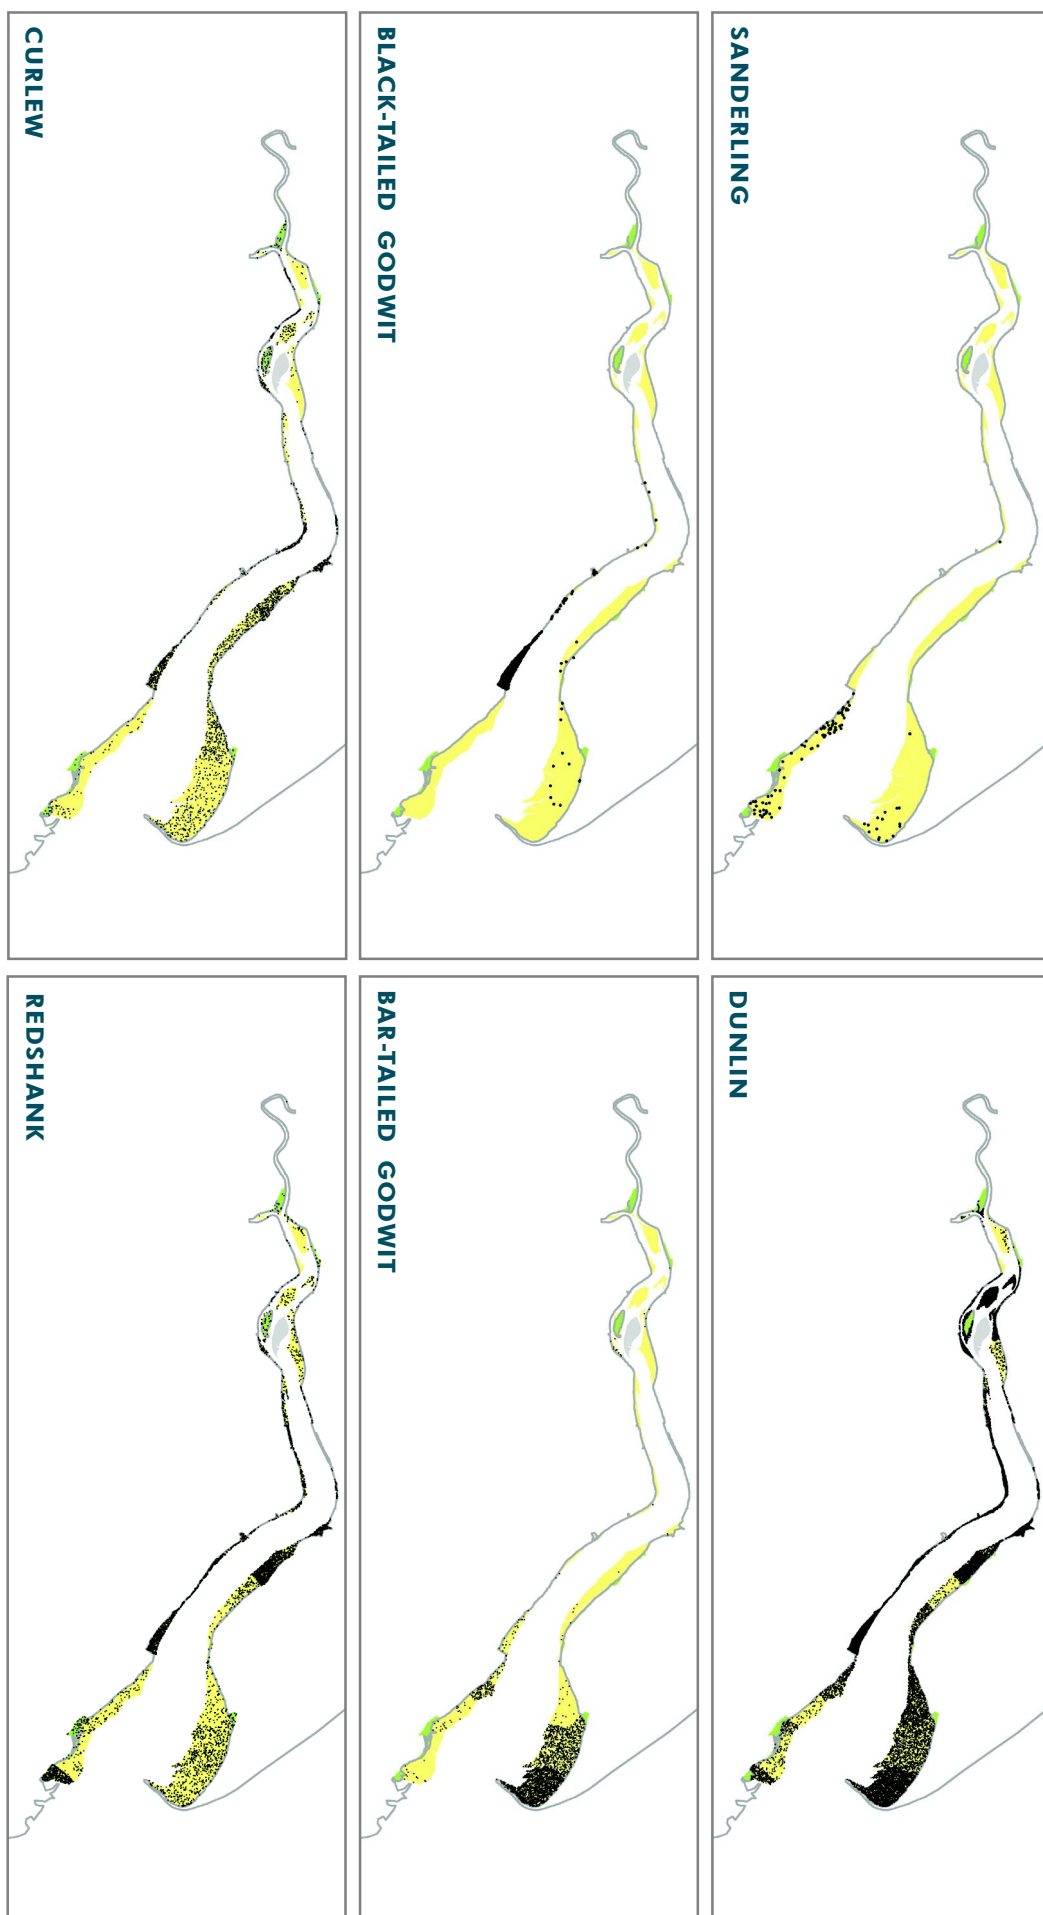 SANDERLING
DUNLIN
BLACK-TAILED GODWIT
BAR-TAILED GODWIT
CURLEW
REDSHANK